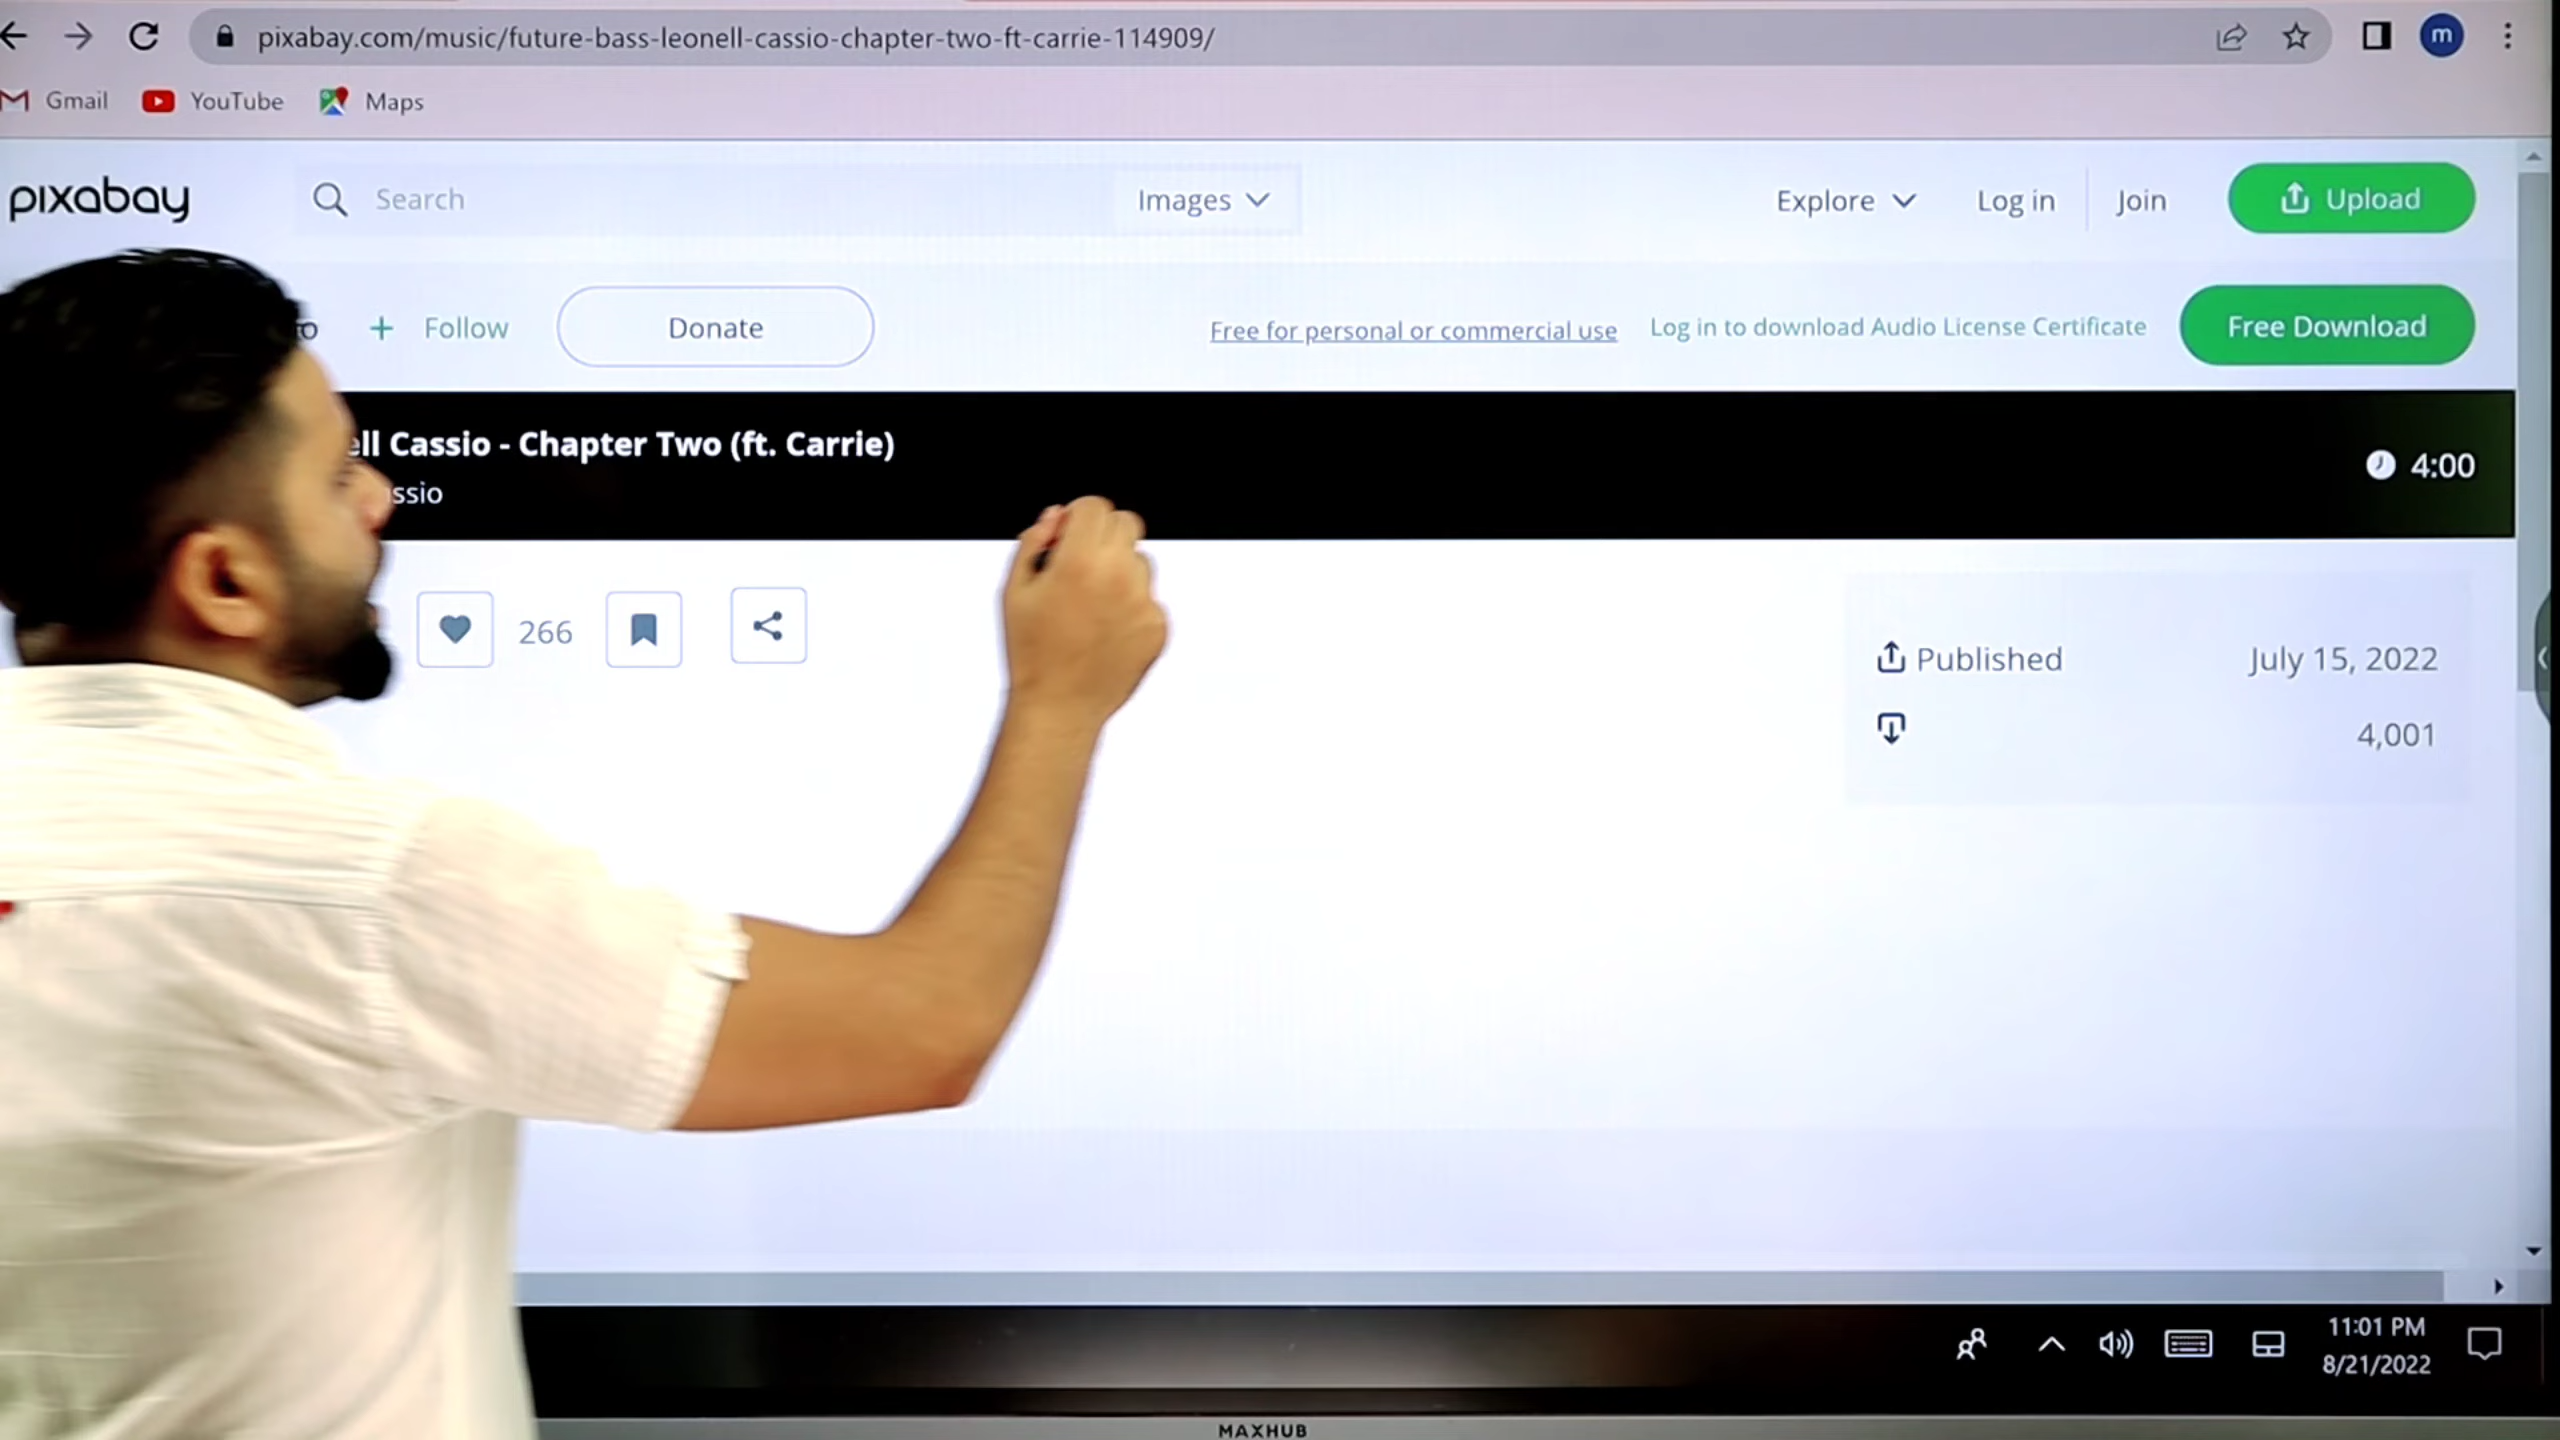 pixabay.com/music/future-bass-leonell-cassio-chapter-two-ft-carrie-114909/
m
Gmail YouTube Maps
pixabay Search Images Explore Log in Join Upload
+ Follow Donate Free for personal or commercial use Log in to download Audio License Certificate Free Download
ell Cassio - Chapter Two (ft. Carrie)
4:00
ssio
266
Published July 15, 2022
4,001
11:01 PM
8/21/2022
MAXHUB